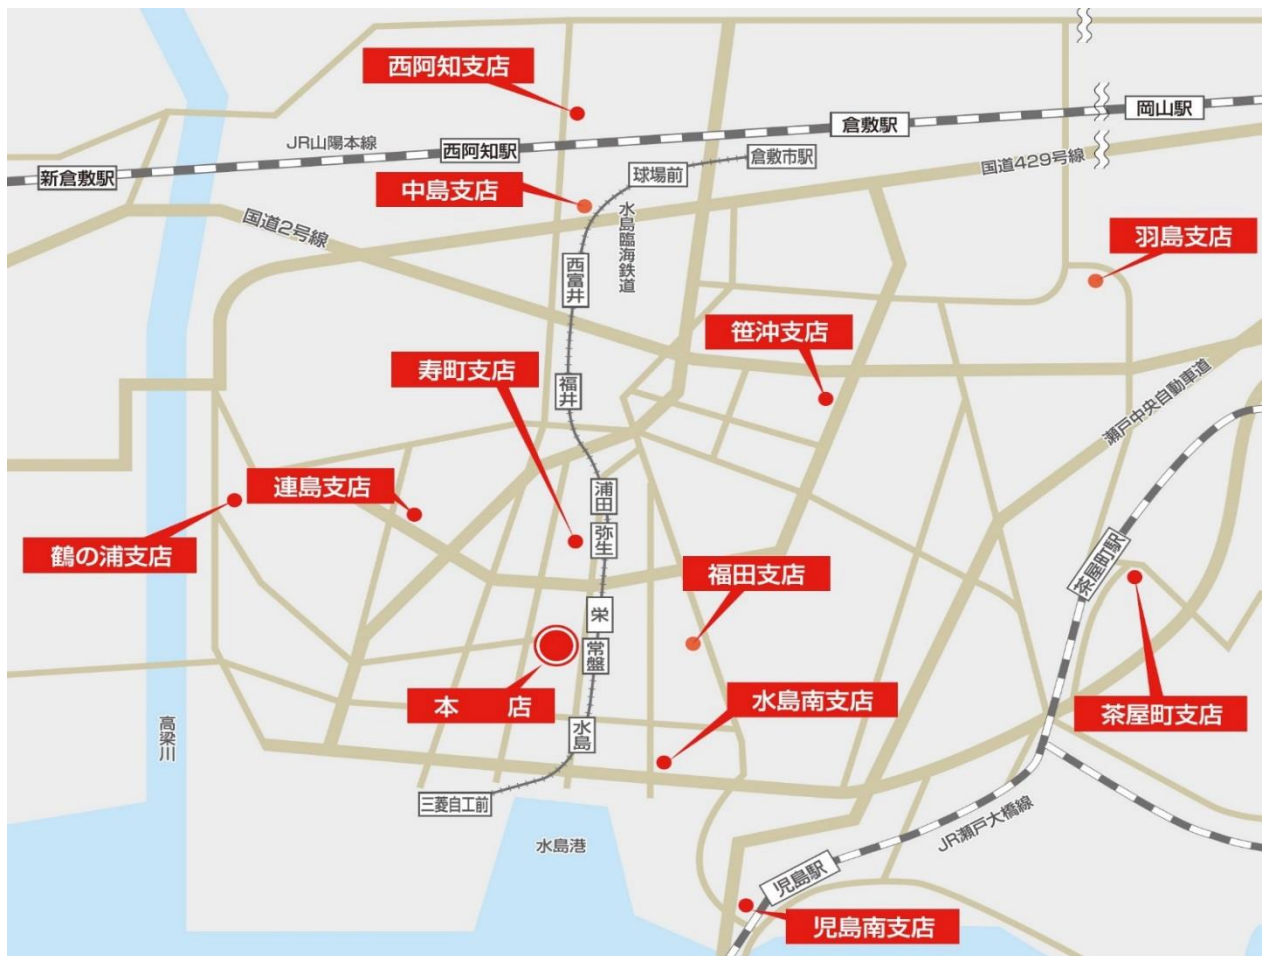 西阿知支店
岡山駅
倉敷駅
JR山陽本線
西阿知駅
倉敷市駅
国道429号線
球場前
新倉敷駅
中島支店
水島臨海鉄道
国道2号線
羽島支店
西富井
笹沖支店
寿町支店
福井
瀬戸中央自動車道
連島支店
浦田
弥生
鶴の浦支店
福田支店
茶屋町駅
栄
常盤
水島南支店
本 店
茶屋町支店
高梁川
水島
三菱自工前
JR瀬戸大橋線
水島港
児島駅
児島南支店